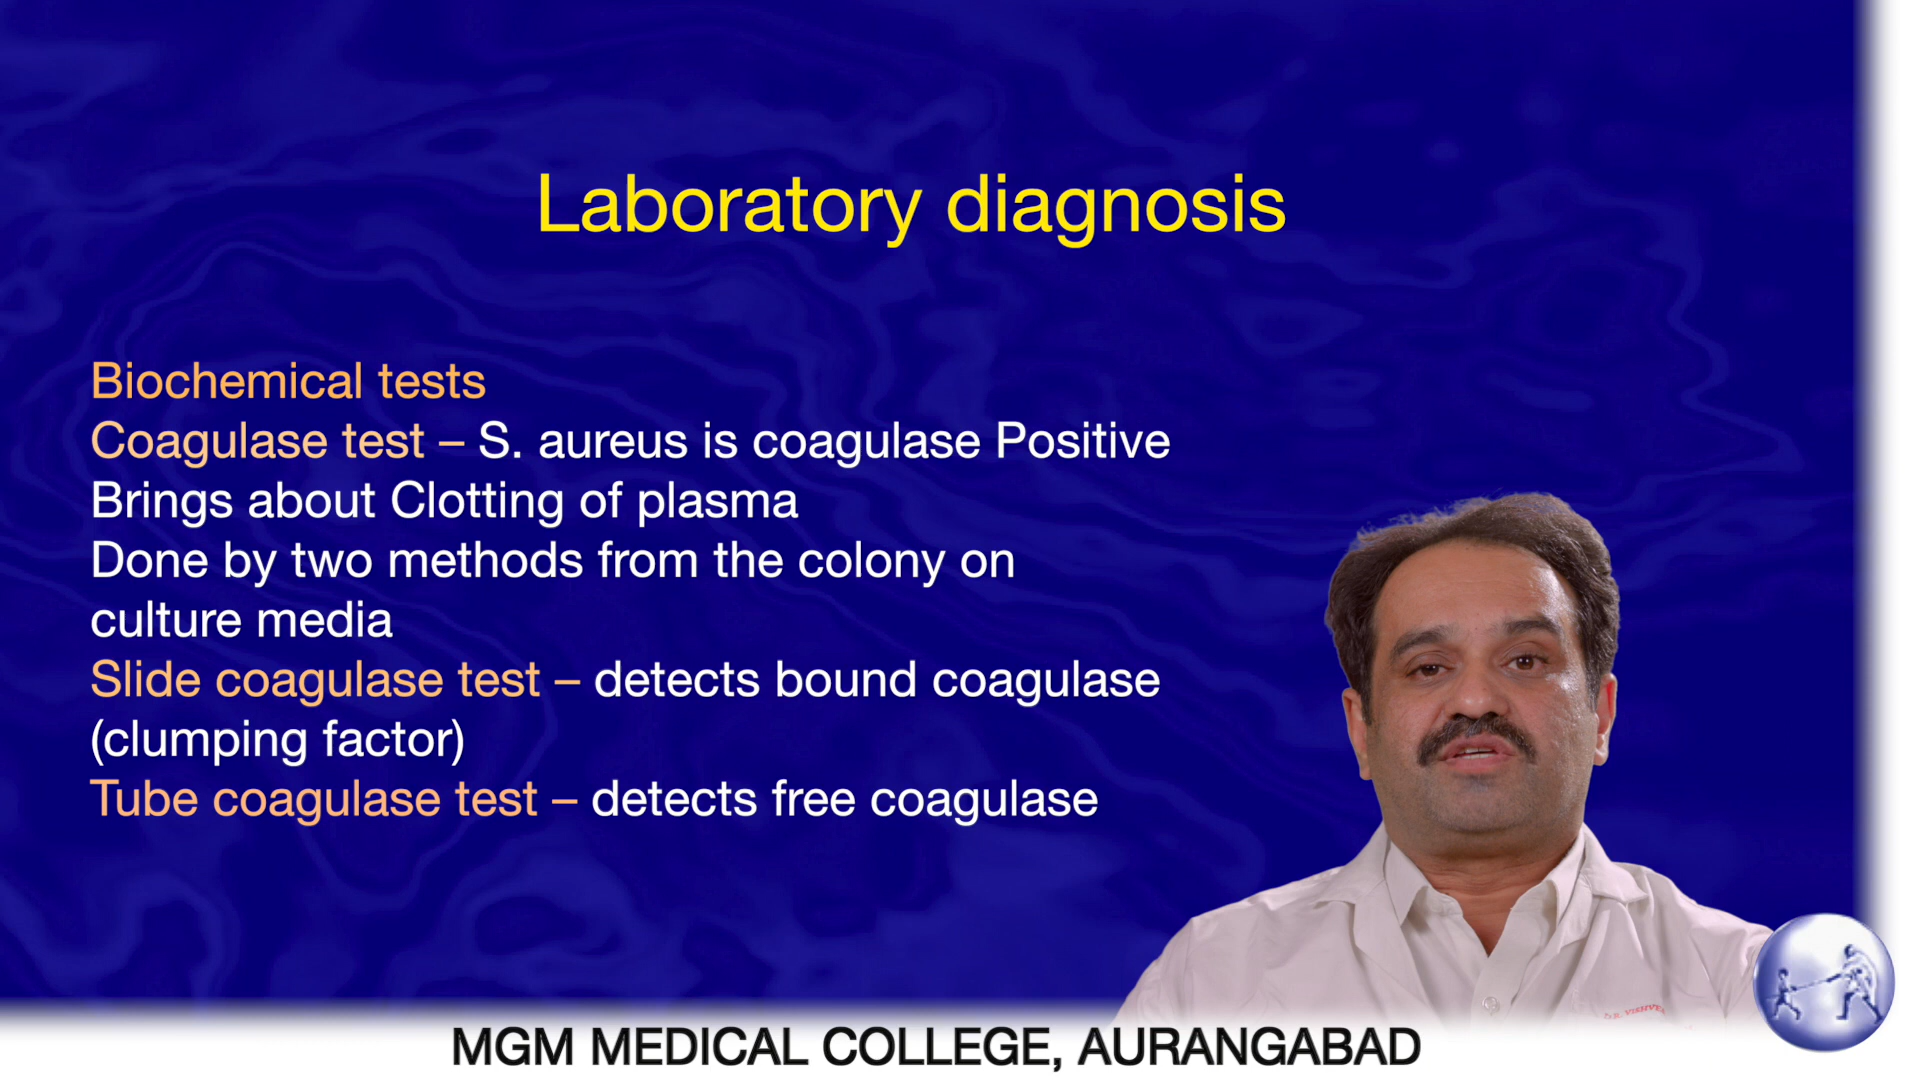 Laboratory diagnosis
Biochemical tests
Coagulase test – S. aureus is coagulase Positive
Brings about Clotting of plasma
Done by two methods from the colony on
culture media
Slide coagulase test – detects bound coagulase
(clumping factor)
Tube coagulase test – detects free coagulase
MGM MEDICAL COLLEGE, AURANGABAD